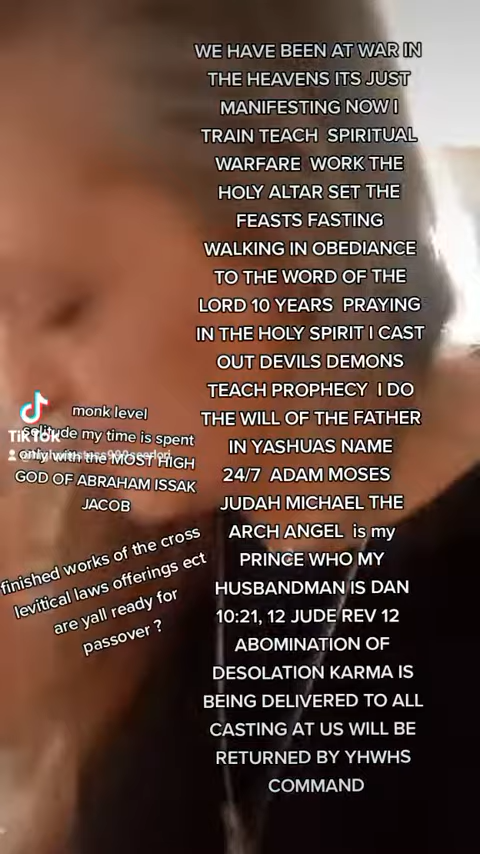 WE HAVE BEEN AT WAR IN
THE HEAVENS ITS JUST
MANIFESTING NOW I
TRAIN TEACH SPIRITUAL
WARFARE WORK THE
HOLY ALTAR SET THE
FEASTS FASTING
WALKING IN OBEDIANCE
TO THE WORD OF THE
LORD 10 YEARS PRAYING
IN THE HOLY SPIRIT I CAST
OUT DEVILS DEMONS
TEACH PROPHECY I DO
THE WILL OF THE FATHER
IN YASHUAS NAME
24/7 ADAM MOSES
JUDAH MICHAEL THE
ARCH ANGEL is my
PRINCE WHO MY
HUSBANDMAN IS DAN
10:21, 12 JUDE REV 12
ABOMINATION OF
DESOLATION KARMA IS
BEING DELIVERED TO ALL
CASTING AT US WILL BE
RETURNED BY YHWHS
COMMAND
monk level
solitude my time is spent
only with the MOST HIGH
GOD OF ABRAHAM ISSAK
JACOB
finished works of the cross
levitical laws offerings ect
are yall ready for
passover ?
TikTok